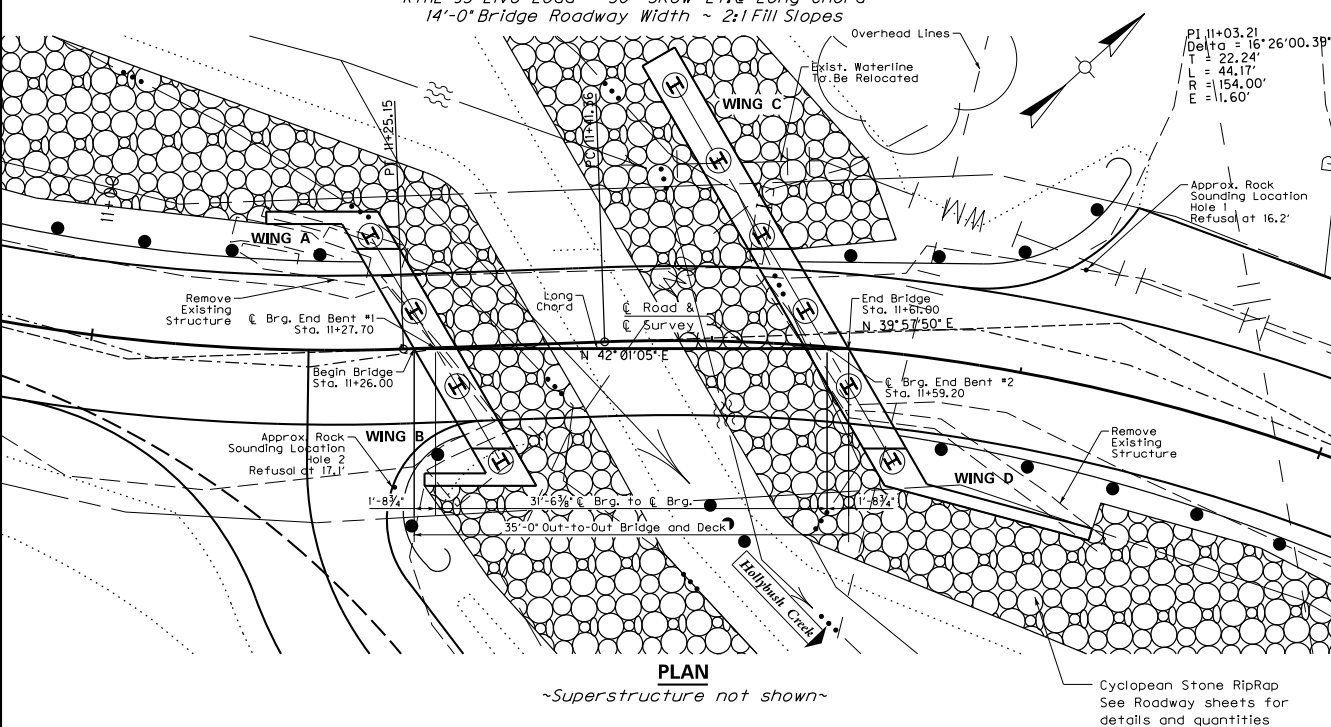 14'-0" Bridge Roadway Width ~ 2:1 Fill Slopes
Overhead Lines
Exist. Waterline
To Be Relocated
WING C
PI 11+03.21
Delta = 16° 26' 00.39"
T = 22.24'
L = 44.17'
R = 154.00'
E = 1.60'
11+25.15
PC 11+41.36
11+00
WING A
Approx. Rock
Sounding Location
Hole 1
Refusal at 16.2'
Remove
Existing
Structure
℄ Brg. End Bent #1
Sta. 11+27.70
Long
Chord
℄ Road &
℄ Survey
End Bridge
Sta. 11+61.00
N 39° 57' 50" E
N 42° 01' 05" E
Begin Bridge
Sta. 11+26.00
℄ Brg. End Bent #2
Sta. 11+59.20
Approx. Rock
Sounding Location
Hole 2
Refusal at 17.1'
WING B
Remove
Existing
Structure
WING D
1'-8¾"
31'-6⅜" ℄ Brg. to ℄ Brg.
1'-8¾"
35'-0" Out-to-Out Bridge and Deck
Hollybush Creek
PLAN
~Superstructure not shown~
Cyclopean Stone RipRap
See Roadway sheets for
details and quantities